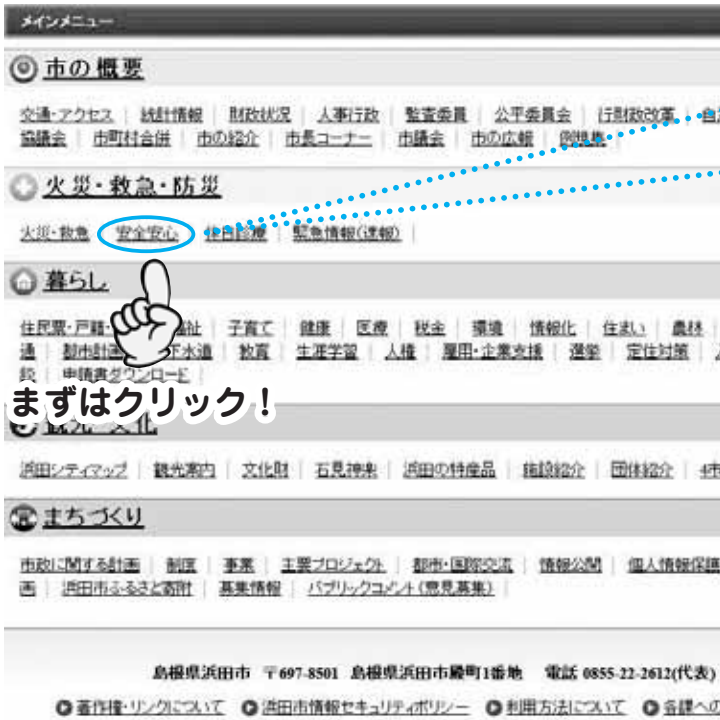 メインメニュー
市の概要
交通・アクセス | 統計情報 | 財政状況 | 人事行政 | 監査委員 | 公平委員会 | 行財政改革 |
協議会 | 市町村合併 | 市の紹介 | 市長コーナー | 市議会 | 市の広報 | 例規集 |
火災・救急・防災
火災・救急 | 安全安心 | 休日診療 | 緊急情報(速報) |
暮らし
住民票・戸籍・ 福祉 | 子育て | 健康 | 医療 | 税金 | 環境 | 情報化 | 住まい | 農林 |
通 | 都市計画 下水道 | 教育 | 生涯学習 | 人権 | 雇用・企業支援 | 選挙 | 定住対策 |
申請書ダウンロード |
まずはクリック!
観光・文化
浜田シティマップ | 観光案内 | 文化財 | 石見神楽 | 浜田の特産品 | 施設紹介 | 団体紹介 | 4市
まちづくり
市政に関する計画 | 制度 | 事業 | 主要プロジェクト | 都市・国際交流 | 情報公開 | 個人情報保護
画 | 浜田市ふるさと寄附 | 募集情報 | パブリックコメント(意見募集) |
島根県浜田市 〒697-8501 島根県浜田市殿町1番地 電話 0855-22-2612(代表)
著作権・リンクについて 浜田市情報セキュリティポリシー 利用方法について 各課への